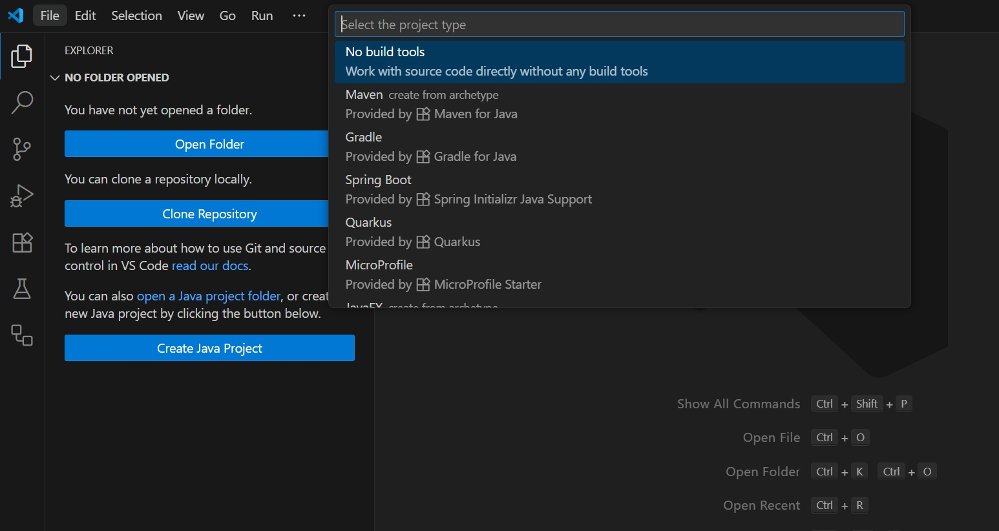 File Edit Selection View Go Run ···
Select the project type
No build tools
Work with source code directly without any build tools
Maven create from archetype
Provided by Maven for Java
Gradle
Provided by Gradle for Java
Spring Boot
Provided by Spring Initializr Java Support
Quarkus
Provided by Quarkus
MicroProfile
Provided by MicroProfile Starter
JavaFX create from archetype
EXPLORER
NO FOLDER OPENED
You have not yet opened a folder.
Open Folder
You can clone a repository locally.
Clone Repository
To learn more about how to use Git and source
control in VS Code read our docs.
You can also open a Java project folder, or creat
new Java project by clicking the button below.
Create Java Project
Show All Commands Ctrl + Shift + P
Open File Ctrl + O
Open Folder Ctrl + K Ctrl + O
Open Recent Ctrl + R